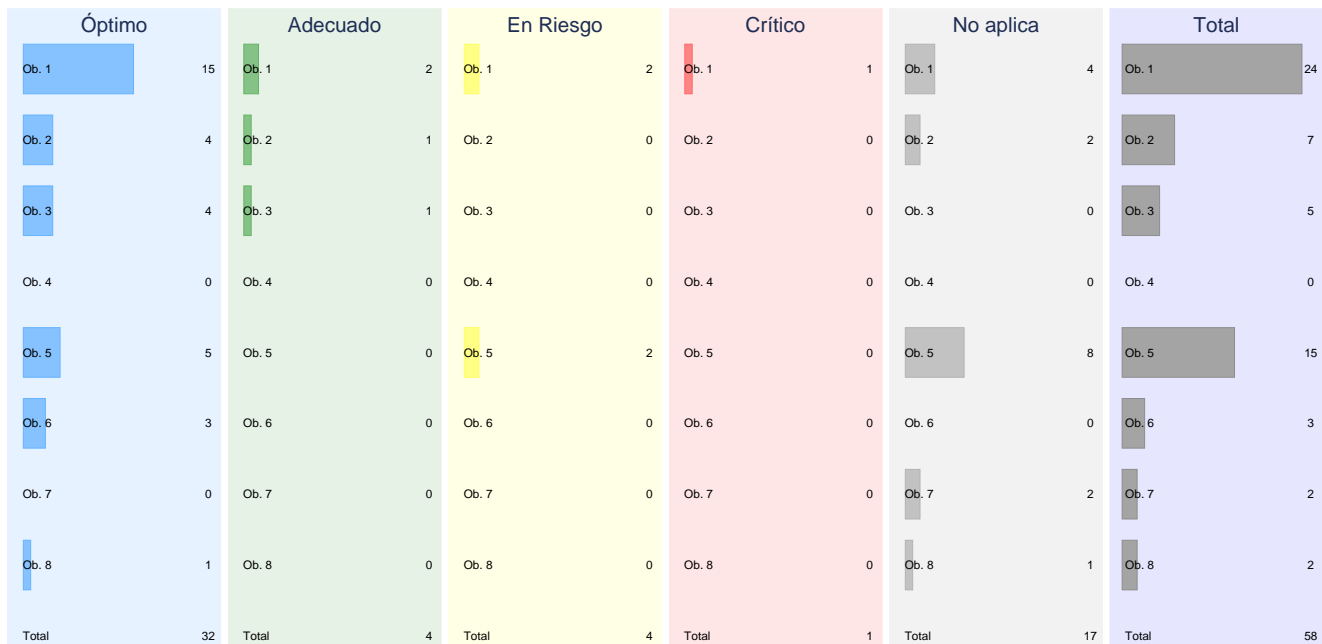 Óptimo Adecuado En Riesgo Crítico No aplica Total
Ob. 1 15 Ob. 1 2 Ob. 1 2 Ob. 1 1 Ob. 1 4 Ob. 1 24
Ob. 2 4 Ob. 2 1 Ob. 2 0 Ob. 2 0 Ob. 2 2 Ob. 2 7
Ob. 3 4 Ob. 3 1 Ob. 3 0 Ob. 3 0 Ob. 3 0 Ob. 3 5
Ob. 4 0 Ob. 4 0 Ob. 4 0 Ob. 4 0 Ob. 4 0 Ob. 4 0
Ob. 5 5 Ob. 5 0 Ob. 5 2 Ob. 5 0 Ob. 5 8 Ob. 5 15
Ob. 6 3 Ob. 6 0 Ob. 6 0 Ob. 6 0 Ob. 6 0 Ob. 6 3
Ob. 7 0 Ob. 7 0 Ob. 7 0 Ob. 7 0 Ob. 7 2 Ob. 7 2
Ob. 8 1 Ob. 8 0 Ob. 8 0 Ob. 8 0 Ob. 8 1 Ob. 8 2
Total 32 Total 4 Total 4 Total 1 Total 17 Total 58